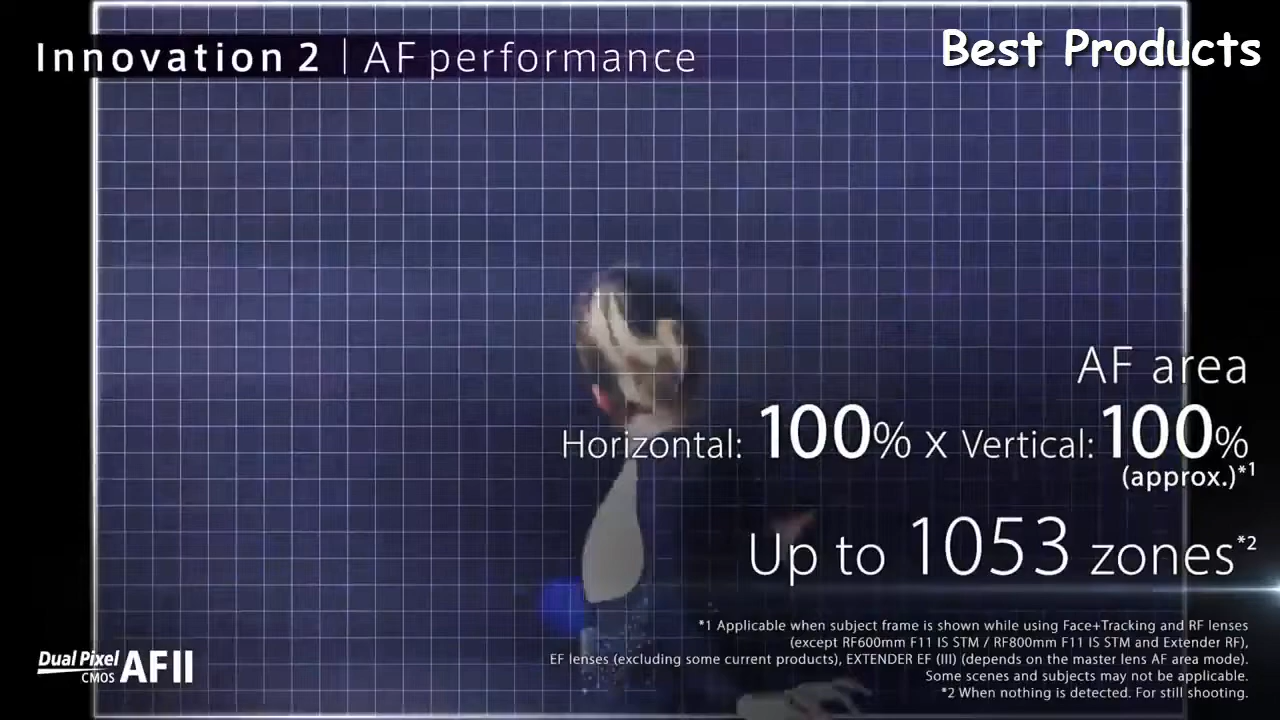 Innovation 2 | AF performance
Best Products
AF area
Horizontal: 100% x Vertical: 100%
(approx.)*1
Up to 1053 zones*2
*1 Applicable when subject frame is shown while using Face+Tracking and RF lenses
(except RF600mm F11 IS STM / RF800mm F11 IS STM and Extender RF),
EF lenses (excluding some current products), EXTENDER EF (III) (depends on the master lens AF area mode).
Some scenes and subjects may not be applicable.
*2 When nothing is detected. For still shooting.
Dual Pixel
CMOS AFII